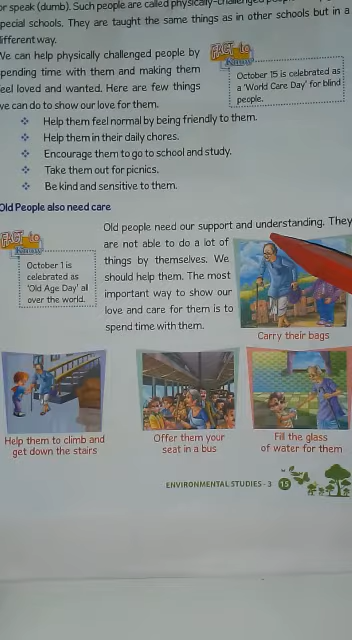 or speak (dumb). Such people are called physically-challenged
pecial schools. They are taught the same things as in other schools but in a
ifferent way.
We can help physically challenged people by
pending time with them and making them
eel loved and wanted. Here are few things
we can do to show our love for them.
FACT to
Know
October 15 is celebrated as
a 'World Care Day' for blind
people.
❖ Help them feel normal by being friendly to them.
❖ Help them in their daily chores.
❖ Encourage them to go to school and study.
❖ Take them out for picnics.
❖ Be kind and sensitive to them.
Old People also need care
FACT to
Know
October 1 is
celebrated as
'Old Age Day' all
over the world.
Old people need our support and understanding. They
are not able to do a lot of
things by themselves. We
should help them. The most
important way to show our
love and care for them is to
spend time with them.
Carry their bags
Help them to climb and
get down the stairs
Offer them your
seat in a bus
Fill the glass
of water for them
ENVIRONMENTAL STUDIES - 3 15